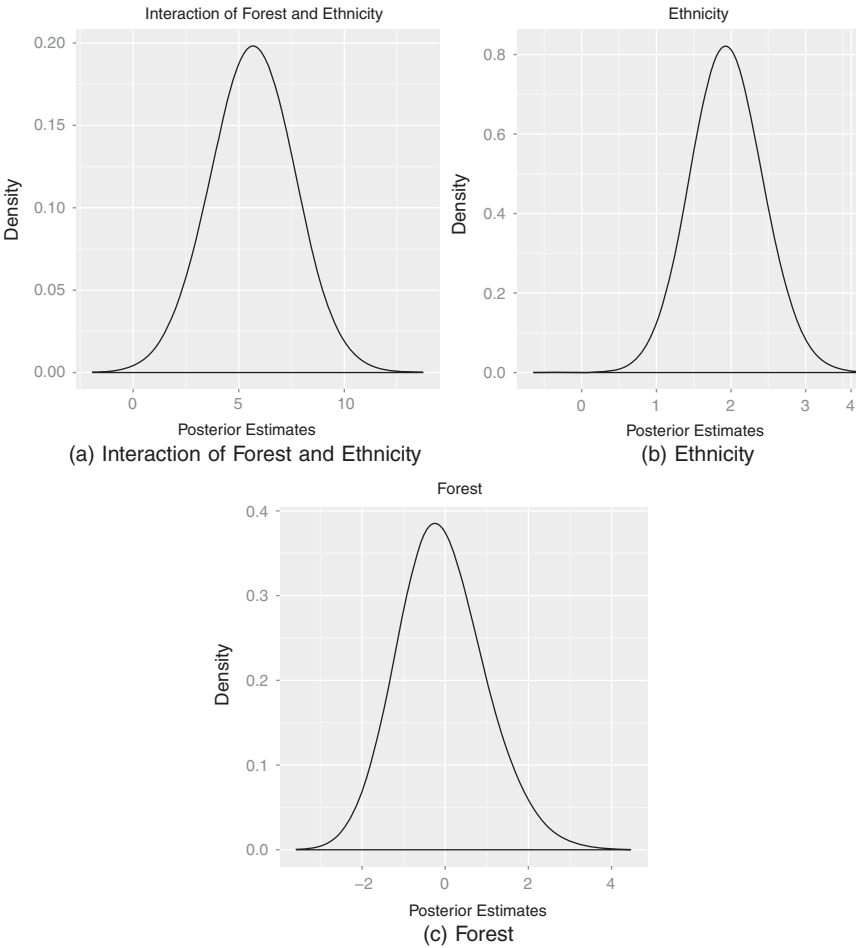 Interaction of Forest and Ethnicity
0.20
0.15
0.10
0.05
0.00
Density
0 5 10
Posterior Estimates
(a) Interaction of Forest and Ethnicity
Ethnicity
0.8
0.6
0.4
0.2
0.0
Density
0 1 2 3 4
Posterior Estimates
(b) Ethnicity
Forest
0.4
0.3
0.2
0.1
0.0
Density
−2 0 2 4
Posterior Estimates
(c) Forest